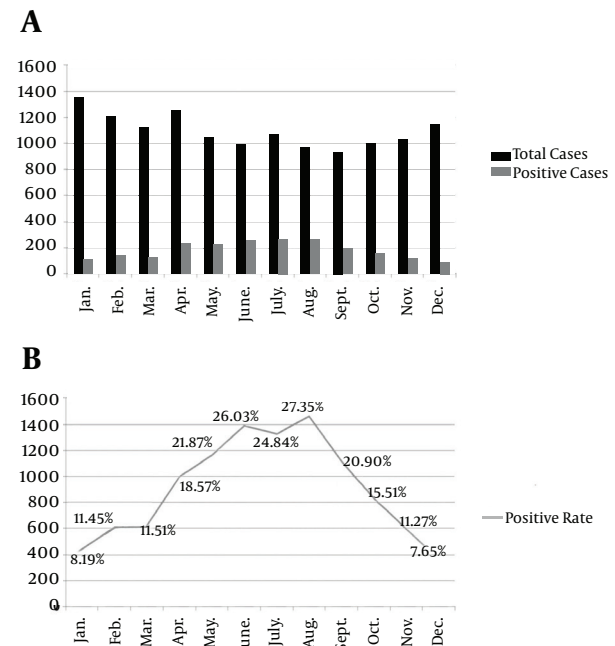 A
1600
1400
1200
1000
800
600
400
200
0
Jan.
Feb.
Mar.
Apr.
May.
June.
July.
Aug.
Sept.
Oct.
Nov.
Dec.
Total Cases
Positive Cases
B
1600
1400
1200
1000
800
600
400
200
0
8.19%
11.45%
11.51%
18.57%
21.87%
26.03%
24.84%
27.35%
20.90%
15.51%
11.27%
7.65%
Jan.
Feb.
Mar.
Apr.
May.
June.
July.
Aug.
Sept.
Oct.
Nov.
Dec.
Positive Rate